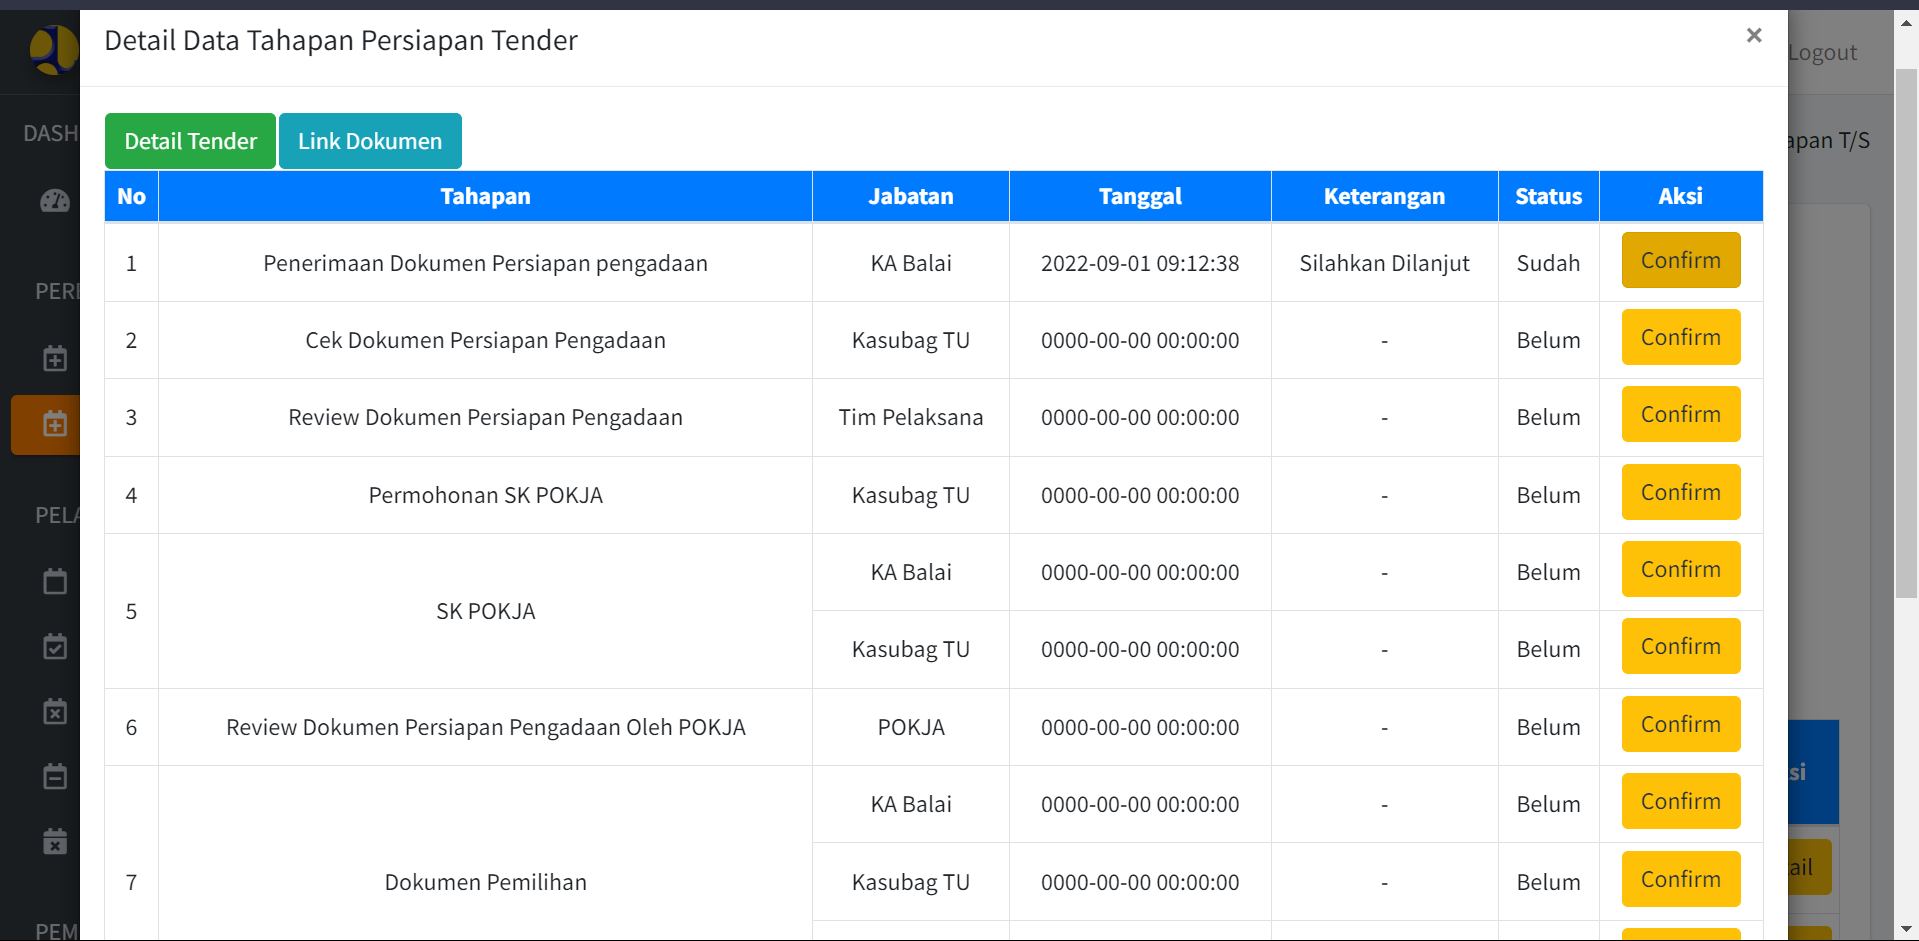 Detail Data Tahapan Persiapan Tender
×
Logout
DASH
apan T/S
Detail Tender Link Dokumen
No Tahapan Jabatan Tanggal Keterangan Status Aksi
1 Penerimaan Dokumen Persiapan pengadaan KA Balai 2022-09-01 09:12:38 Silahkan Dilanjut Sudah Confirm
PER
2 Cek Dokumen Persiapan Pengadaan Kasubag TU 0000-00-00 00:00:00 - Belum Confirm
3 Review Dokumen Persiapan Pengadaan Tim Pelaksana 0000-00-00 00:00:00 - Belum Confirm
4 Permohonan SK POKJA Kasubag TU 0000-00-00 00:00:00 - Belum Confirm
PELA
5 SK POKJA KA Balai 0000-00-00 00:00:00 - Belum Confirm
Kasubag TU 0000-00-00 00:00:00 - Belum Confirm
6 Review Dokumen Persiapan Pengadaan Oleh POKJA POKJA 0000-00-00 00:00:00 - Belum Confirm
si
7 Dokumen Pemilihan KA Balai 0000-00-00 00:00:00 - Belum Confirm
Kasubag TU 0000-00-00 00:00:00 - Belum Confirm
ail
PEM